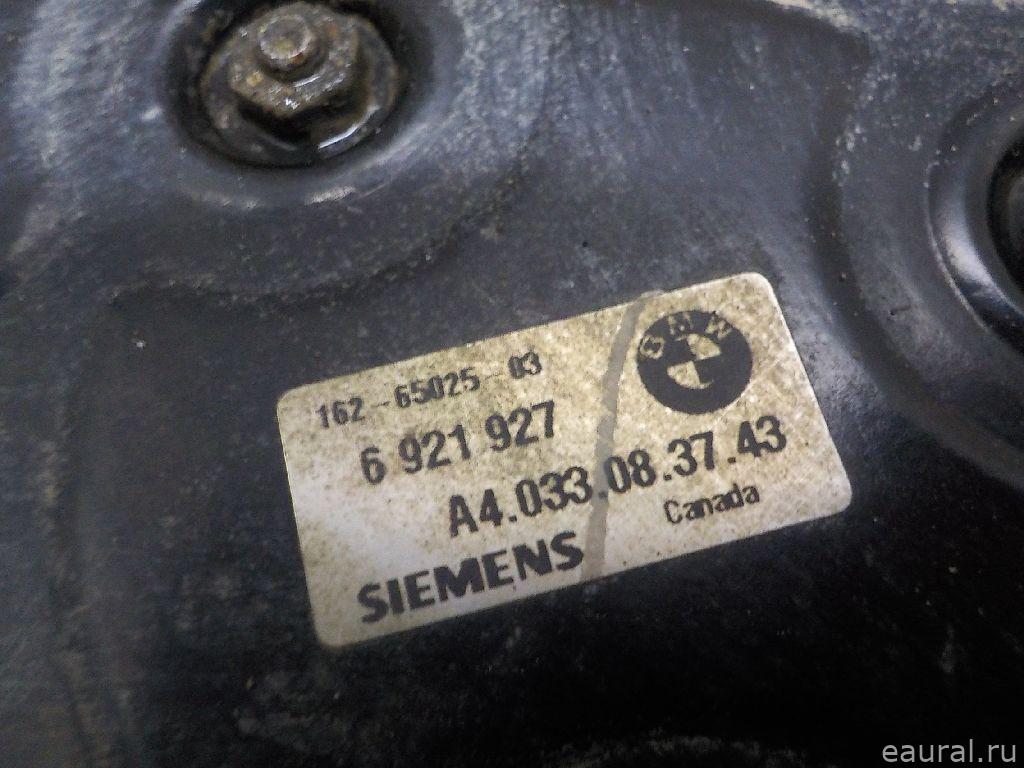 BMW
162-65025-03
6 921 927
A4.033.08.37.43
Canada
SIEMENS
eaural.ru